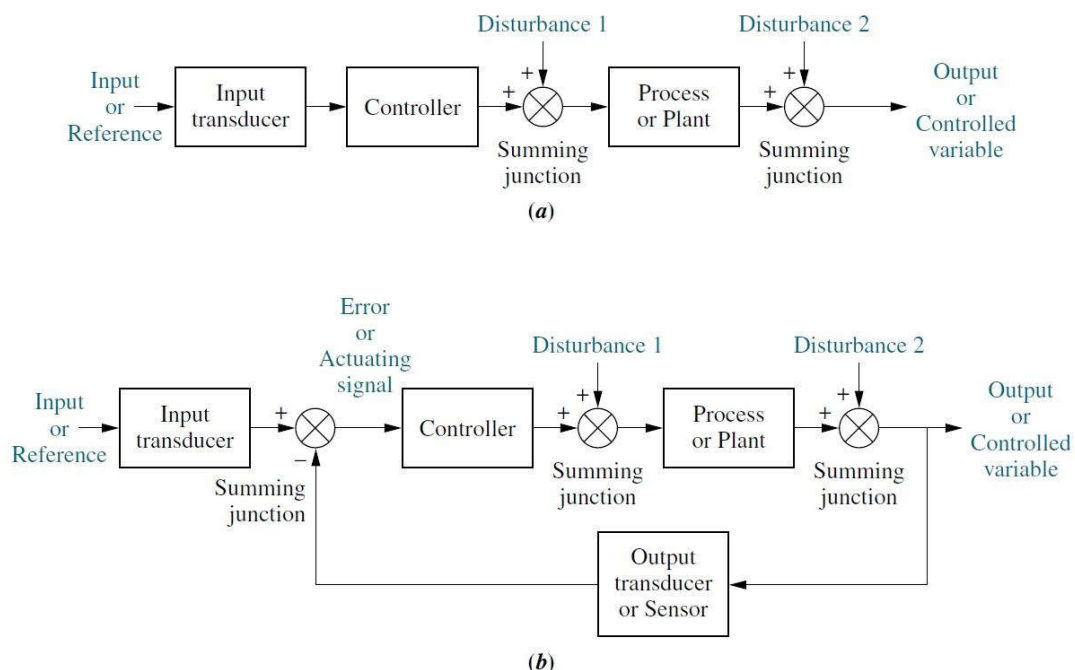 Disturbance 1
Disturbance 2
Input
or
Reference
Input
transducer
Controller
+
+
Process
or Plant
+
+
Output
or
Controlled
variable
Summing
junction
Summing
junction
(a)
Error
or
Actuating
signal
Disturbance 1
Disturbance 2
Input
or
Reference
Input
transducer
+
−
Controller
+
+
Process
or Plant
+
+
Output
or
Controlled
variable
Summing
junction
Summing
junction
Summing
junction
Output
transducer
or Sensor
(b)